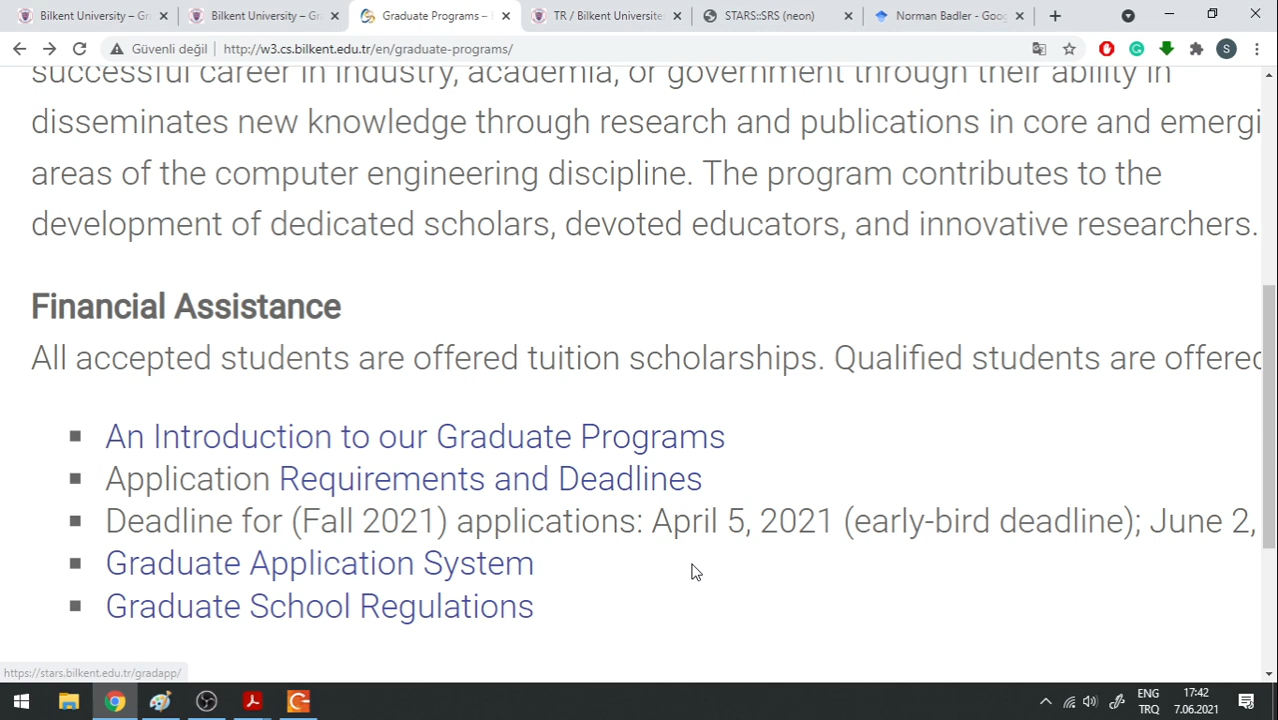 Bilkent University – Gr
Bilkent University – Gra
Graduate Programs –
TR / Bilkent Üniversites
STARS::SRS (neon)
Norman Badler - Goog
Güvenli değil
http://w3.cs.bilkent.edu.tr/en/graduate-programs/
S
successful career in industry, academia, or government through their ability in
disseminates new knowledge through research and publications in core and emergi
areas of the computer engineering discipline. The program contributes to the
development of dedicated scholars, devoted educators, and innovative researchers.
Financial Assistance
All accepted students are offered tuition scholarships. Qualified students are offered
An Introduction to our Graduate Programs
Application Requirements and Deadlines
Deadline for (Fall 2021) applications: April 5, 2021 (early-bird deadline); June 2,
Graduate Application System
Graduate School Regulations
https://stars.bilkent.edu.tr/gradapp/
ENG 17:42
TRQ 7.06.2021